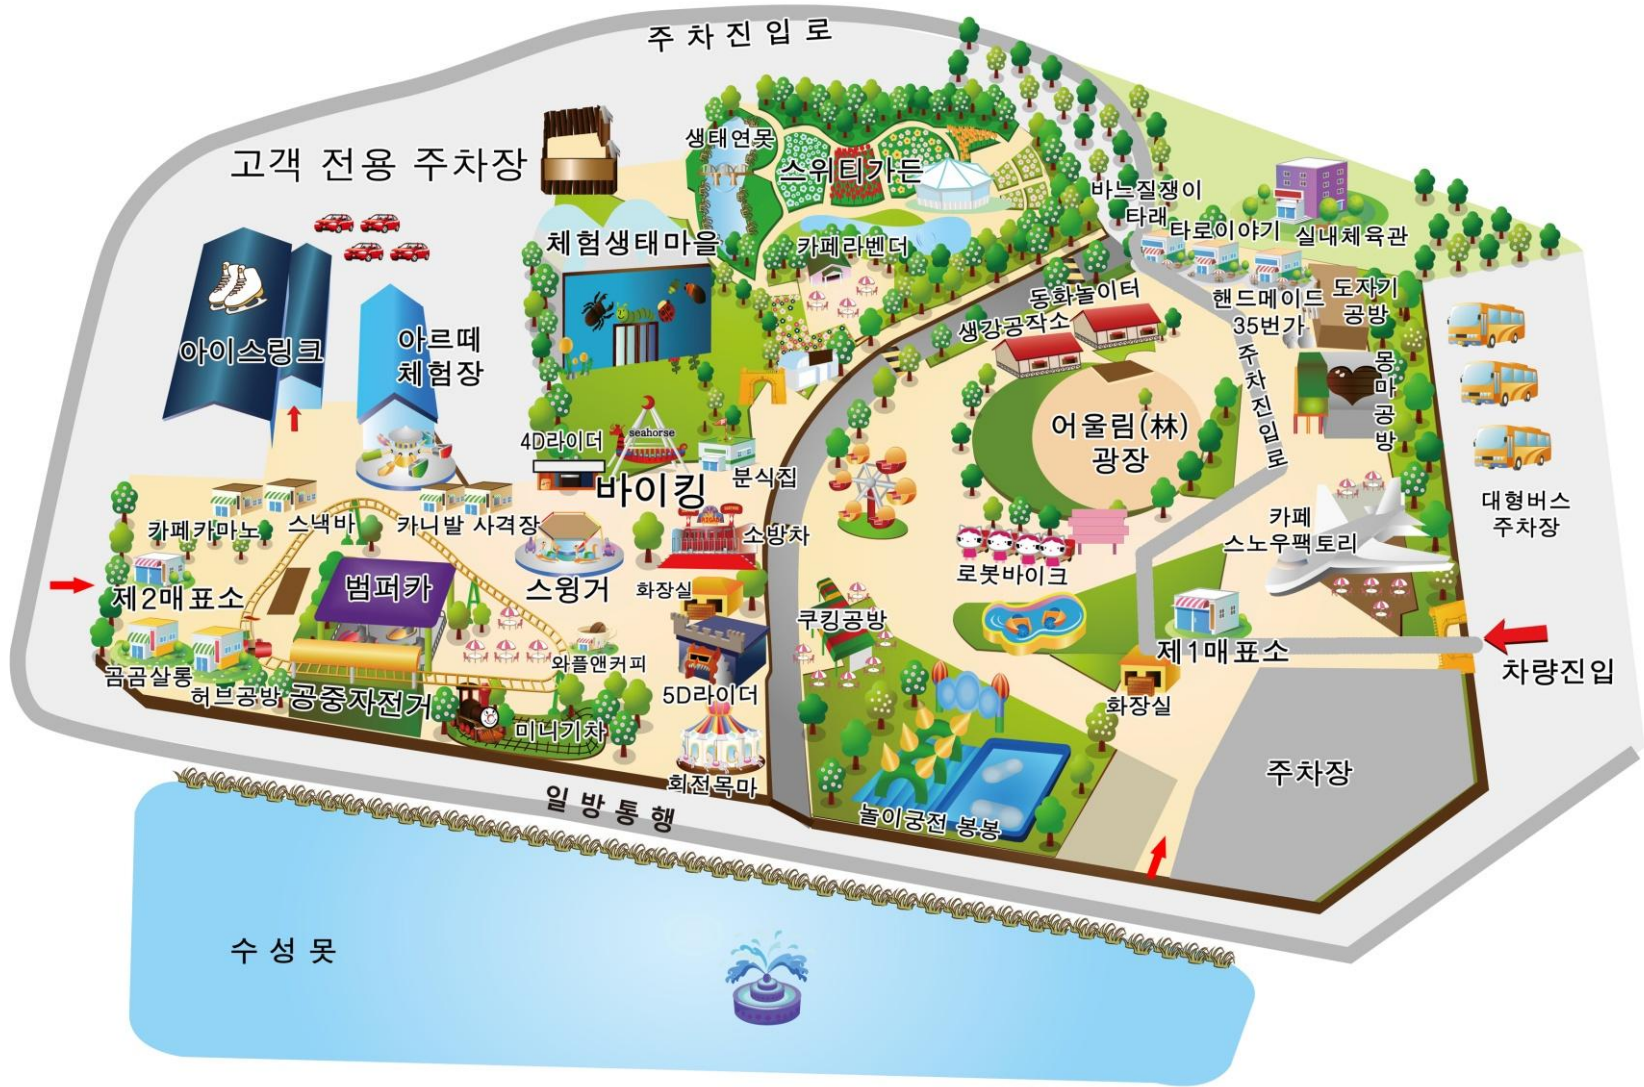 주차진입로
생태연못
고객 전용 주차장
스위티가든
바느질쟁이
타래
타로이야기
실내체육관
체험생태마을
카페라벤더
동화놀이터
핸드메이드
35번가
도자기
공방
생강공작소
아이스링크
아르떼
체험장
주차진입로
몽마공방
어울림(林)
광장
seahorse
4D라이더
바이킹
분식집
대형버스
주차장
카페카마노
스낵바
카니발 사격장
소방차
카페
스노우팩토리
로봇바이크
제2매표소
범퍼카
스윙거
화장실
쿠킹공방
제1매표소
차량진입
곰곰살롱
허브공방
공중자전거
와플앤커피
5D라이더
화장실
미니기차
회전목마
주차장
일방통행
놀이궁전 봉봉
수성못